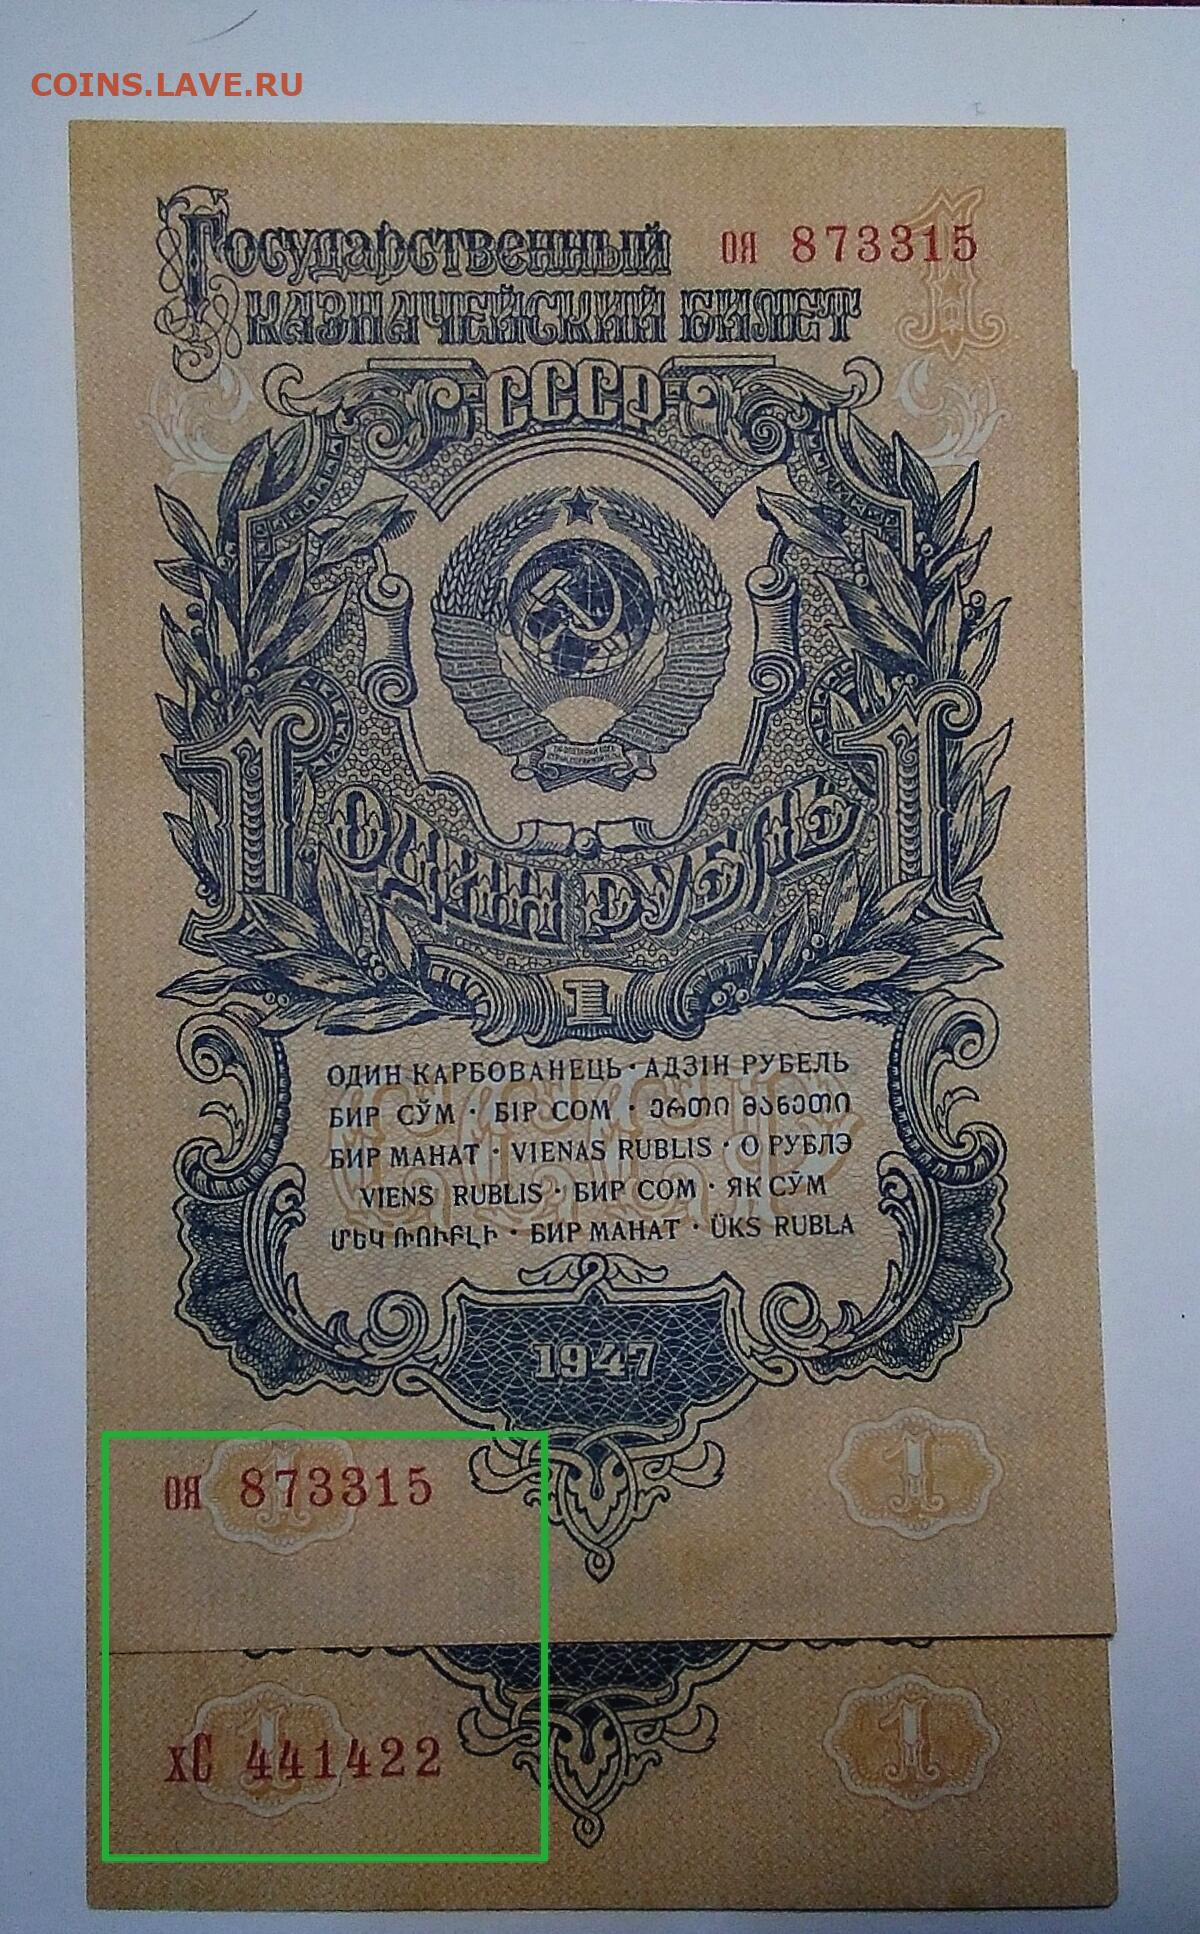 COINS.LAVE.RU
Государственный оя 873315
казначейский билет
СССР
1 1
ОДИН РУБЛЬ
1
ОДИН КАРБОВАНЕЦЬ · АДЗІН РУБЕЛЬ
БИР СЎМ · БІР СОМ · ერთი მანეთი
БИР МАНАТ · VIENAS RUBLIS · О РУБЛЭ
VIENS RUBLIS · БИР СОМ · ЯК СӮМ
ՄԵԿ ՌՈՒԲԼԻ · БИР МАНАТ · ÜKS RUBLA
1947
оя 873315 1
хС 441422 1